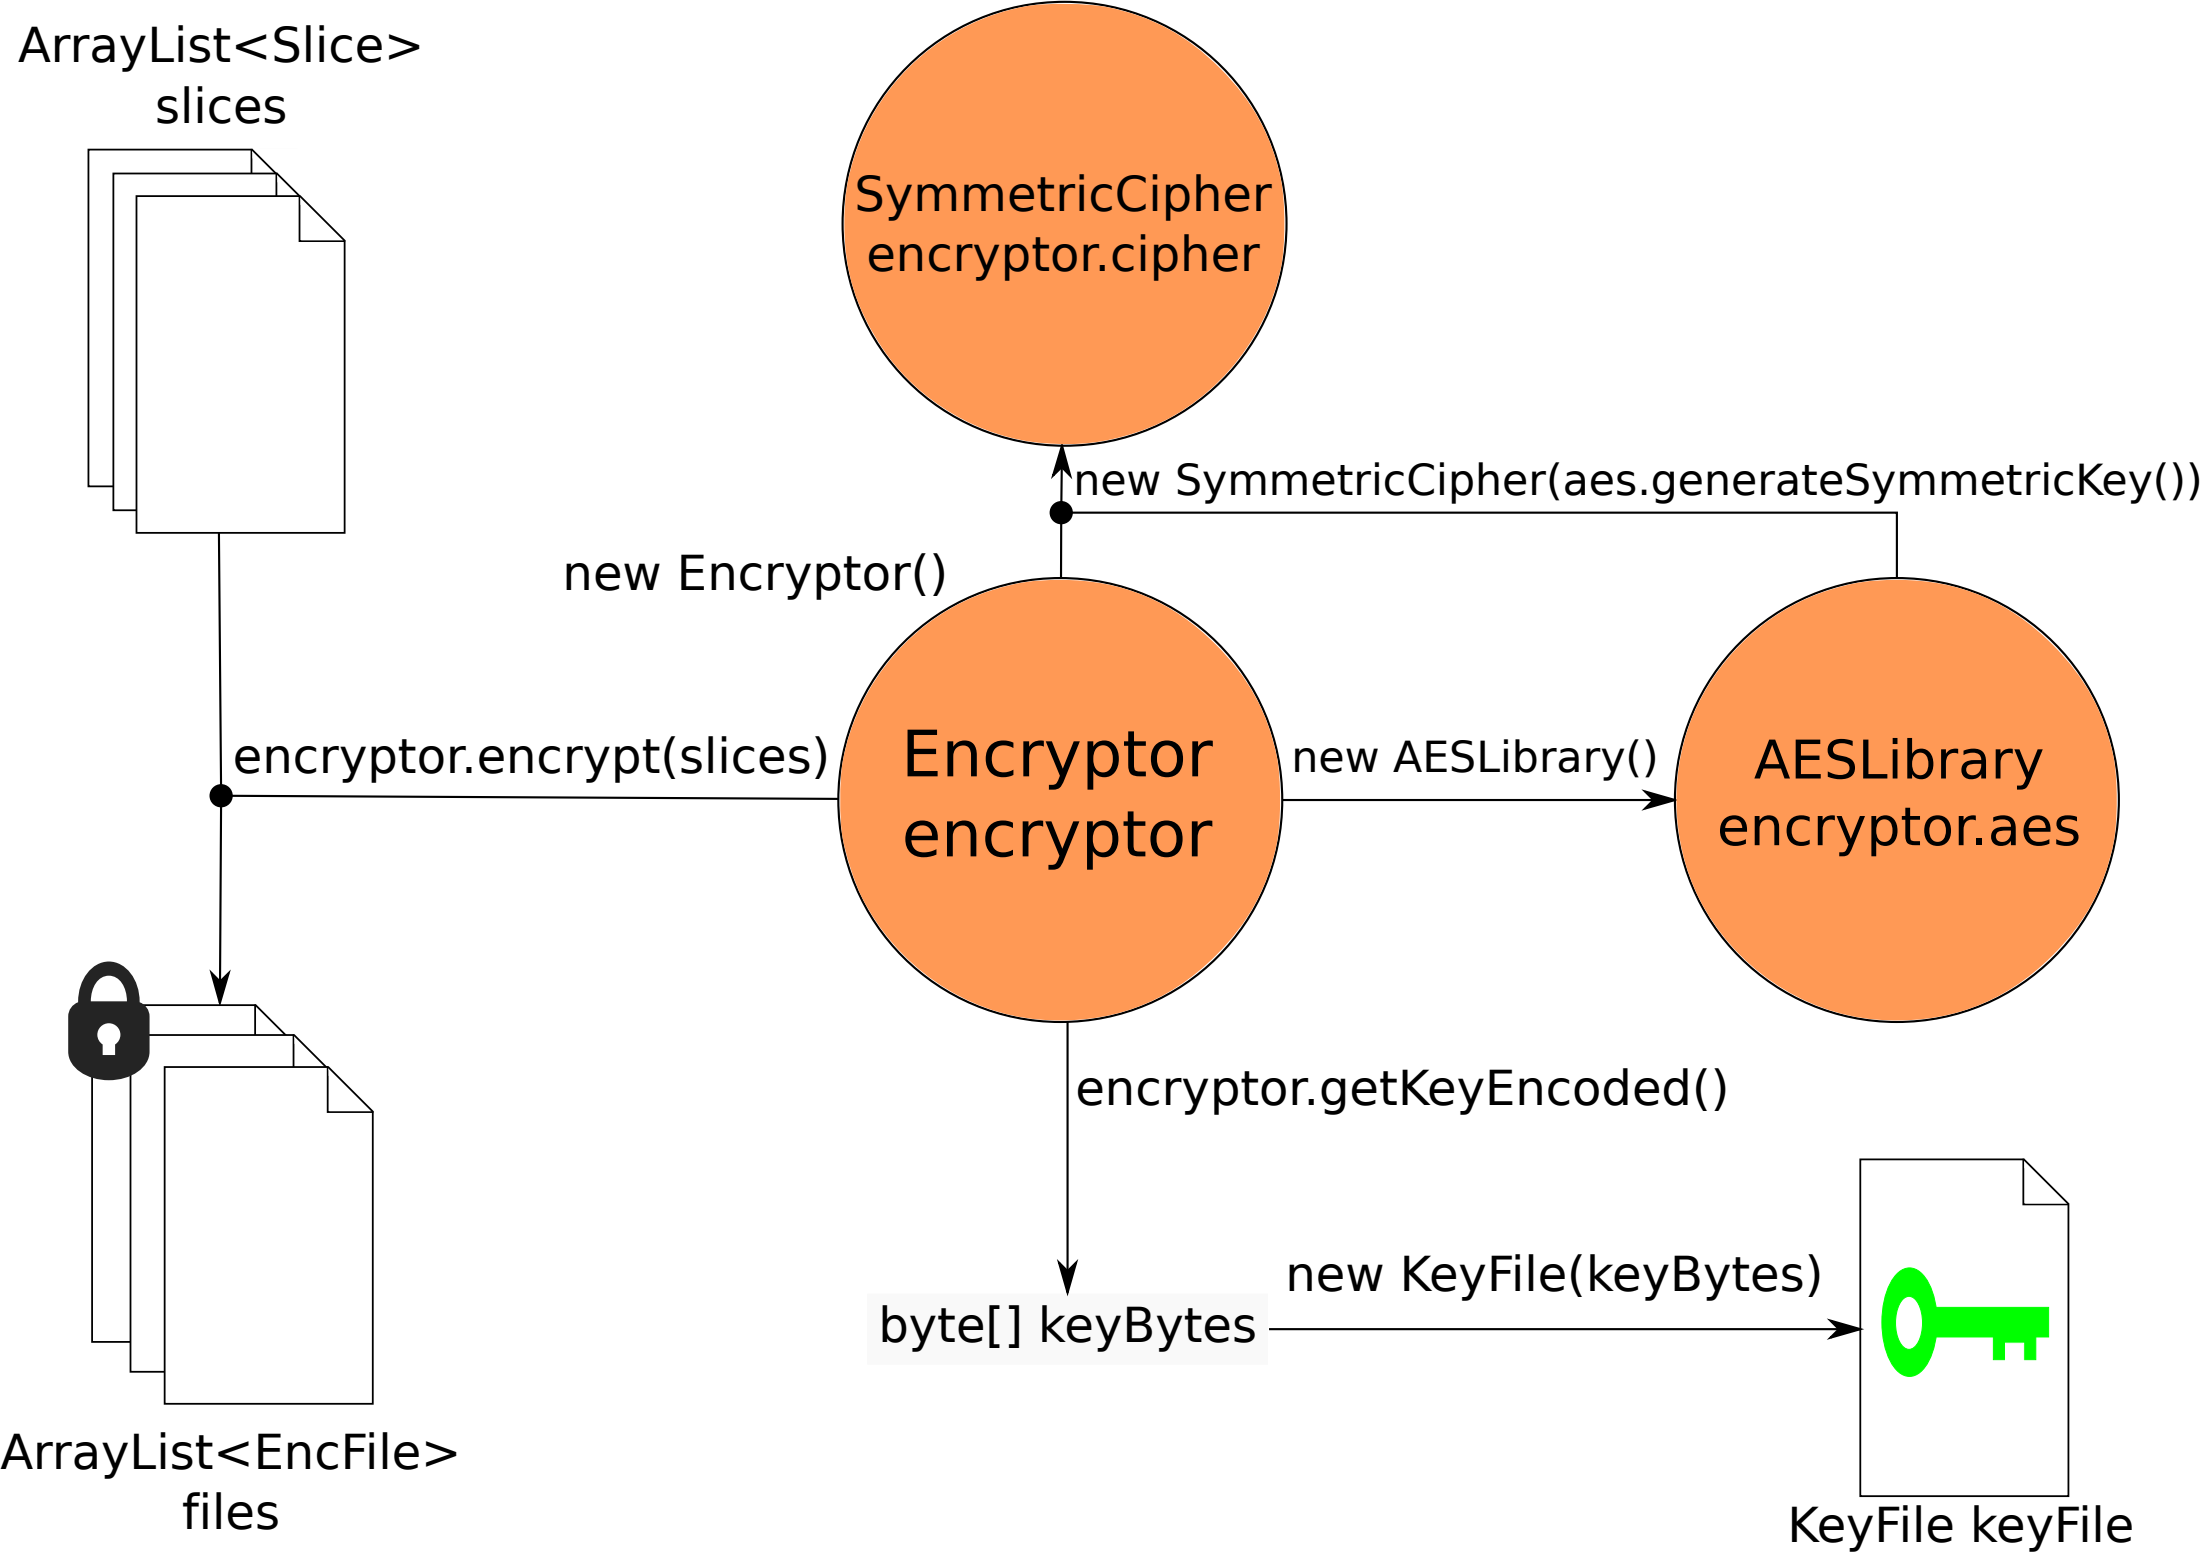 ArrayList<Slice>
slices
SymmetricCipher
encryptor.cipher
new SymmetricCipher(aes.generateSymmetricKey())
new Encryptor()
encryptor.encrypt(slices)
Encryptor
encryptor
new AESLibrary()
AESLibrary
encryptor.aes
encryptor.getKeyEncoded()
byte[] keyBytes
new KeyFile(keyBytes)
ArrayList<EncFile>
files
KeyFile keyFile